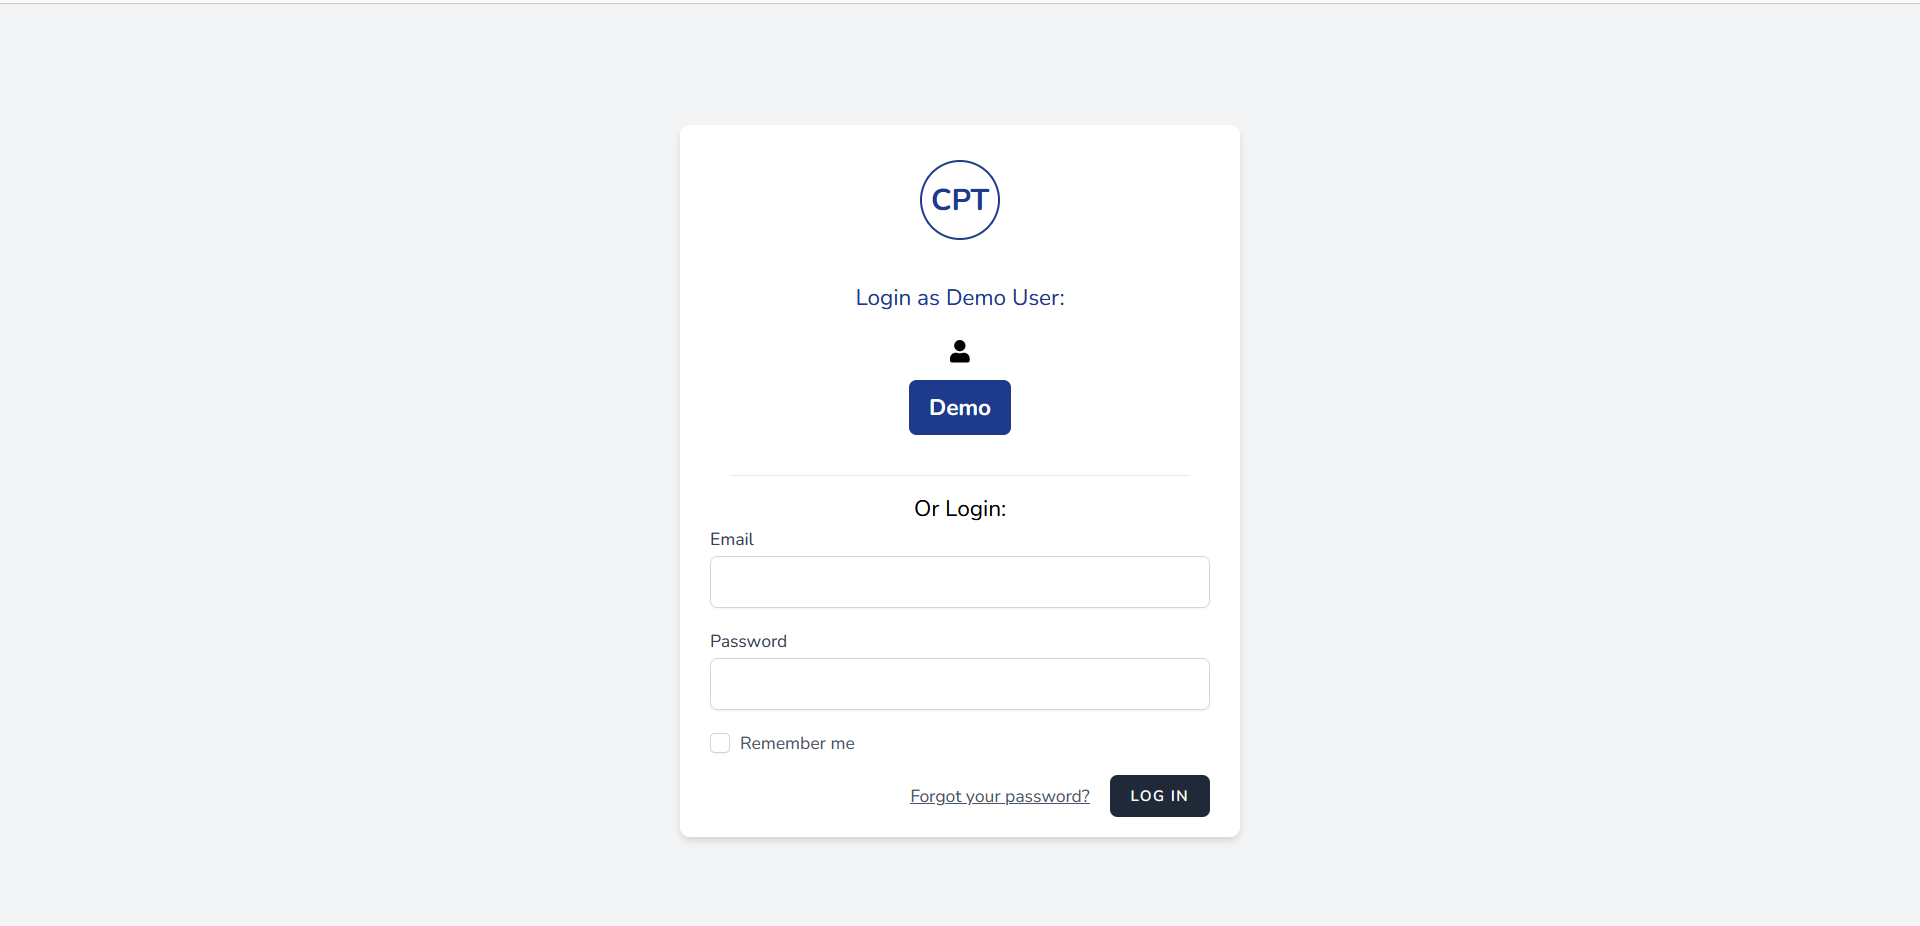 CPT
Login as Demo User:
Demo
Or Login:
Email
Password
Remember me
Forgot your password? LOG IN